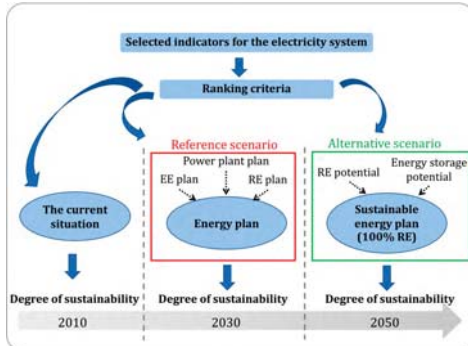 Selected indicators for the electricity system
Ranking criteria
Reference scenario
Power plant plan
EE plan
RE plan
Energy plan
Alternative scenario
Energy storage
potential
RE potential
Sustainable
energy plan
(100% RE)
The current
situation
Degree of sustainability
Degree of sustainability
Degree of sustainability
2010
2030
2050